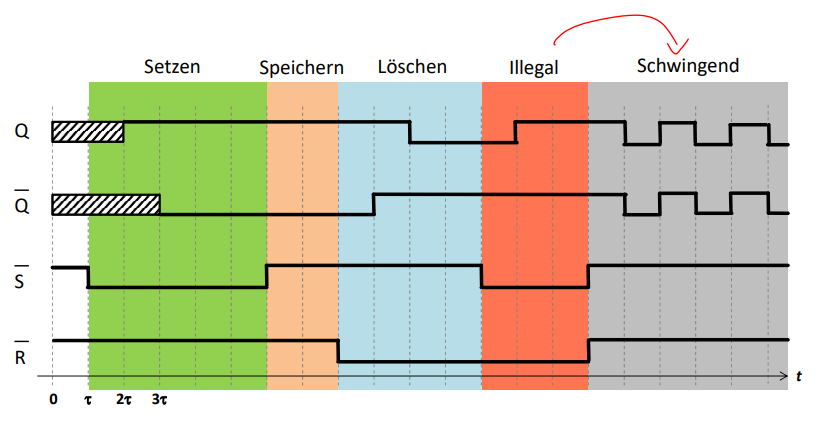 Setzen Speichern Löschen Illegal Schwingend
Q
Q̅
S̅
R̅
t
0 τ 2τ 3τ